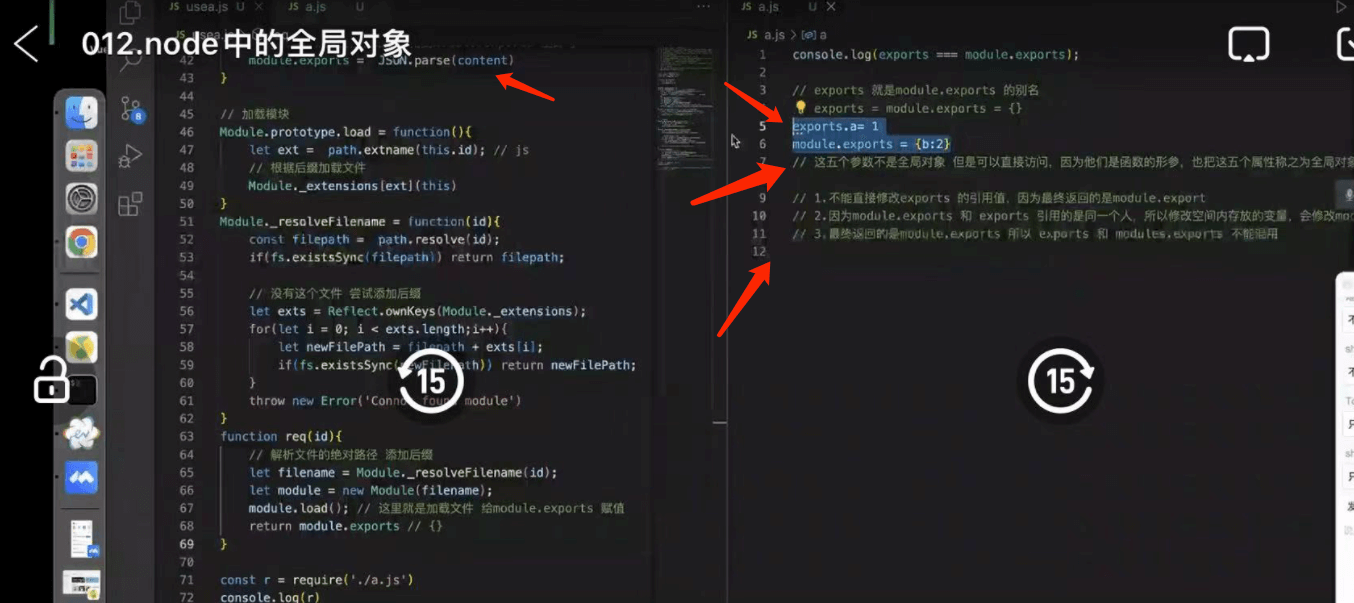 JS usea.js U ×
JS a.js U
JS a.js U ×
012.node中的全局对象
JS a.js > a
42 module.exports = JSON.parse(content)
43 }
44
45 // 加载模块
46 Module.prototype.load = function(){
47 let ext = path.extname(this.id); // js
48 // 根据后缀加载文件
49 Module._extensions[ext](this)
50 }
51 Module._resolveFilename = function(id){
52 const filepath = path.resolve(id);
53 if(fs.existsSync(filepath)) return filepath;
54
55 // 没有这个文件 尝试添加后缀
56 let exts = Reflect.ownKeys(Module._extensions);
57 for(let i = 0; i < exts.length;i++){
58 let newFilePath = filepath + exts[i];
59 if(fs.existsSync(newFilePath)) return newFilePath;
60 }
61 throw new Error('Connot found module')
62 }
63 function req(id){
64 // 解析文件的绝对路径 添加后缀
65 let filename = Module._resolveFilename(id);
66 let module = new Module(filename);
67 module.load(); // 这里就是加载文件 给module.exports 赋值
68 return module.exports // {}
69 }
70
71 const r = require('./a.js')
72 console.log(r)
1 console.log(exports === module.exports);
2
3 // exports 就是module.exports 的别名
exports = module.exports = {}
5 exports.a= 1
6 module.exports = {b:2}
7 // 这五个参数不是全局对象 但是可以直接访问，因为他们是函数的形参，也把这五个属性称之为全局对象
9 // 1.不能直接修改exports 的引用值，因为最终返回的是module.export
10 // 2.因为module.exports 和 exports 引用的是同一个人，所以修改空间内存放的变量，会修改mod
11 // 3.最终返回的是module.exports 所以 exports 和 modules.exports 不能混用
12
15
15